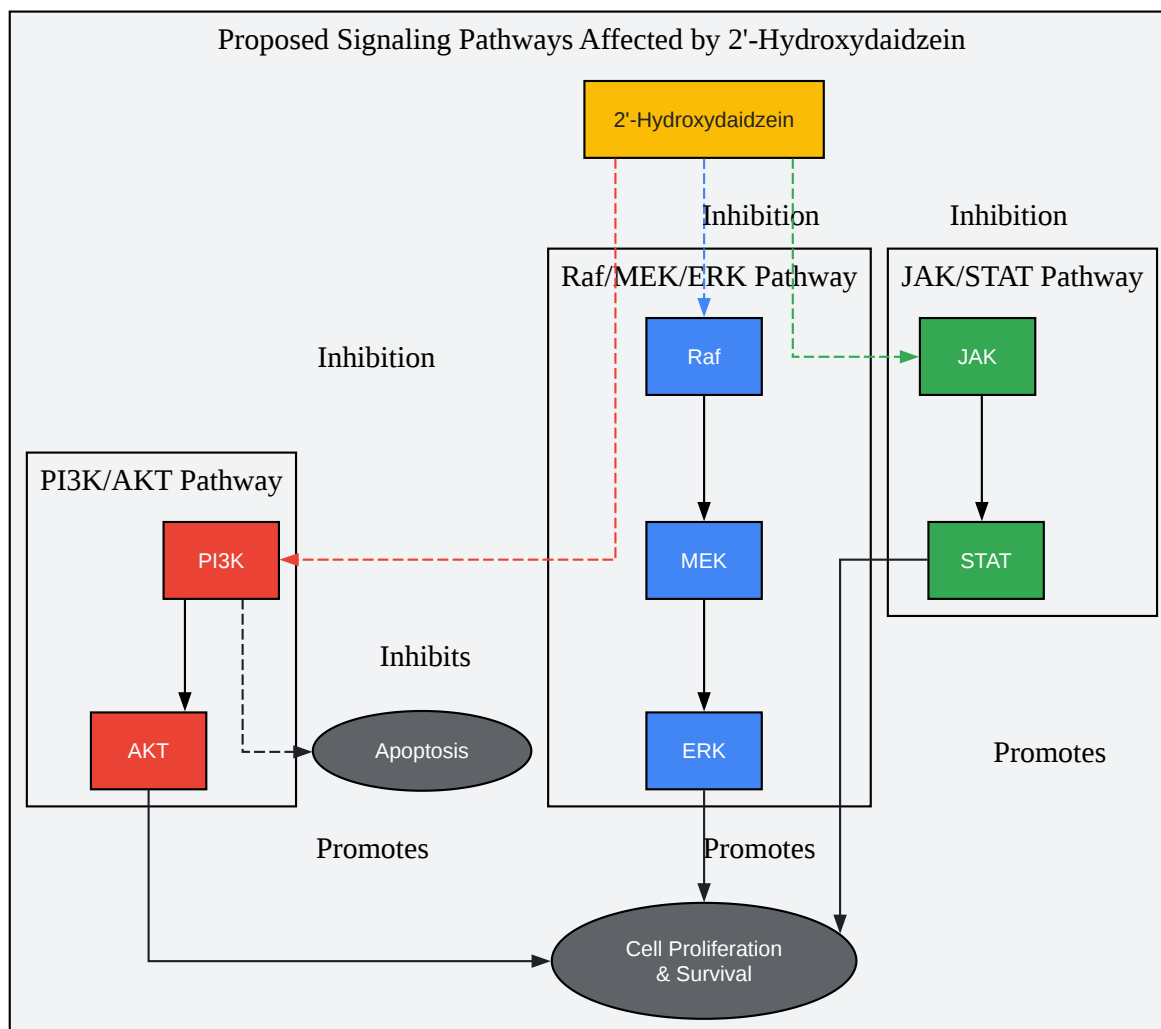 Proposed Signaling Pathways Affected by 2'-Hydroxydaidzein
2'-Hydroxydaidzein
Inhibition
Inhibition
Raf/MEK/ERK Pathway
JAK/STAT Pathway
Inhibition
Raf
JAK
PI3K/AKT Pathway
PI3K
MEK
STAT
Inhibits
AKT
Apoptosis
ERK
Promotes
Promotes
Promotes
Cell Proliferation
& Survival